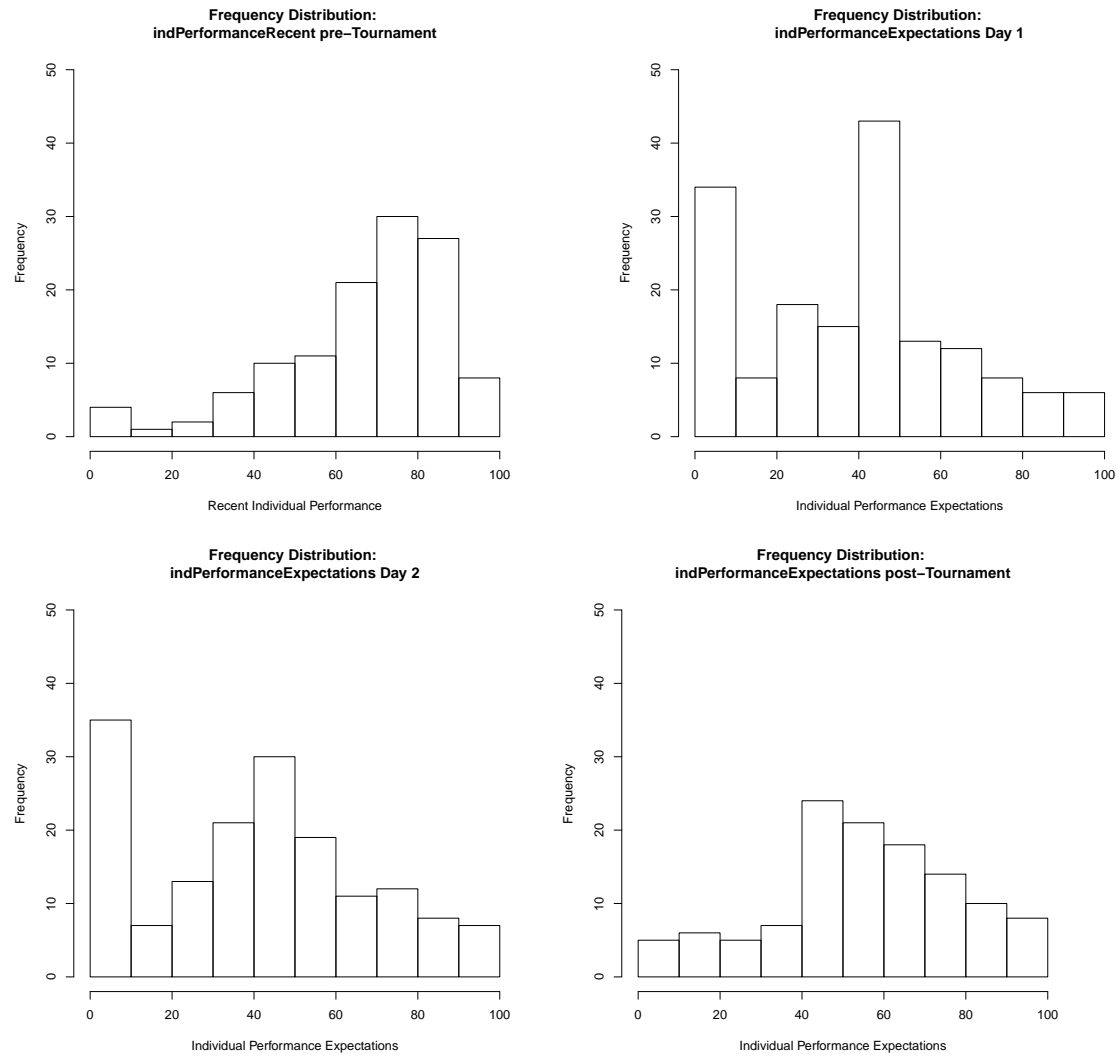 Frequency Distribution:
indPerformanceRecent pre−Tournament
50
40
30
20
10
0
Frequency
0 20 40 60 80 100
Recent Individual Performance
Frequency Distribution:
indPerformanceExpectations Day 1
50
40
30
20
10
0
Frequency
0 20 40 60 80 100
Individual Performance Expectations
Frequency Distribution:
indPerformanceExpectations Day 2
50
40
30
20
10
0
Frequency
0 20 40 60 80 100
Individual Performance Expectations
Frequency Distribution:
indPerformanceExpectations post−Tournament
50
40
30
20
10
0
Frequency
0 20 40 60 80 100
Individual Performance Expectations